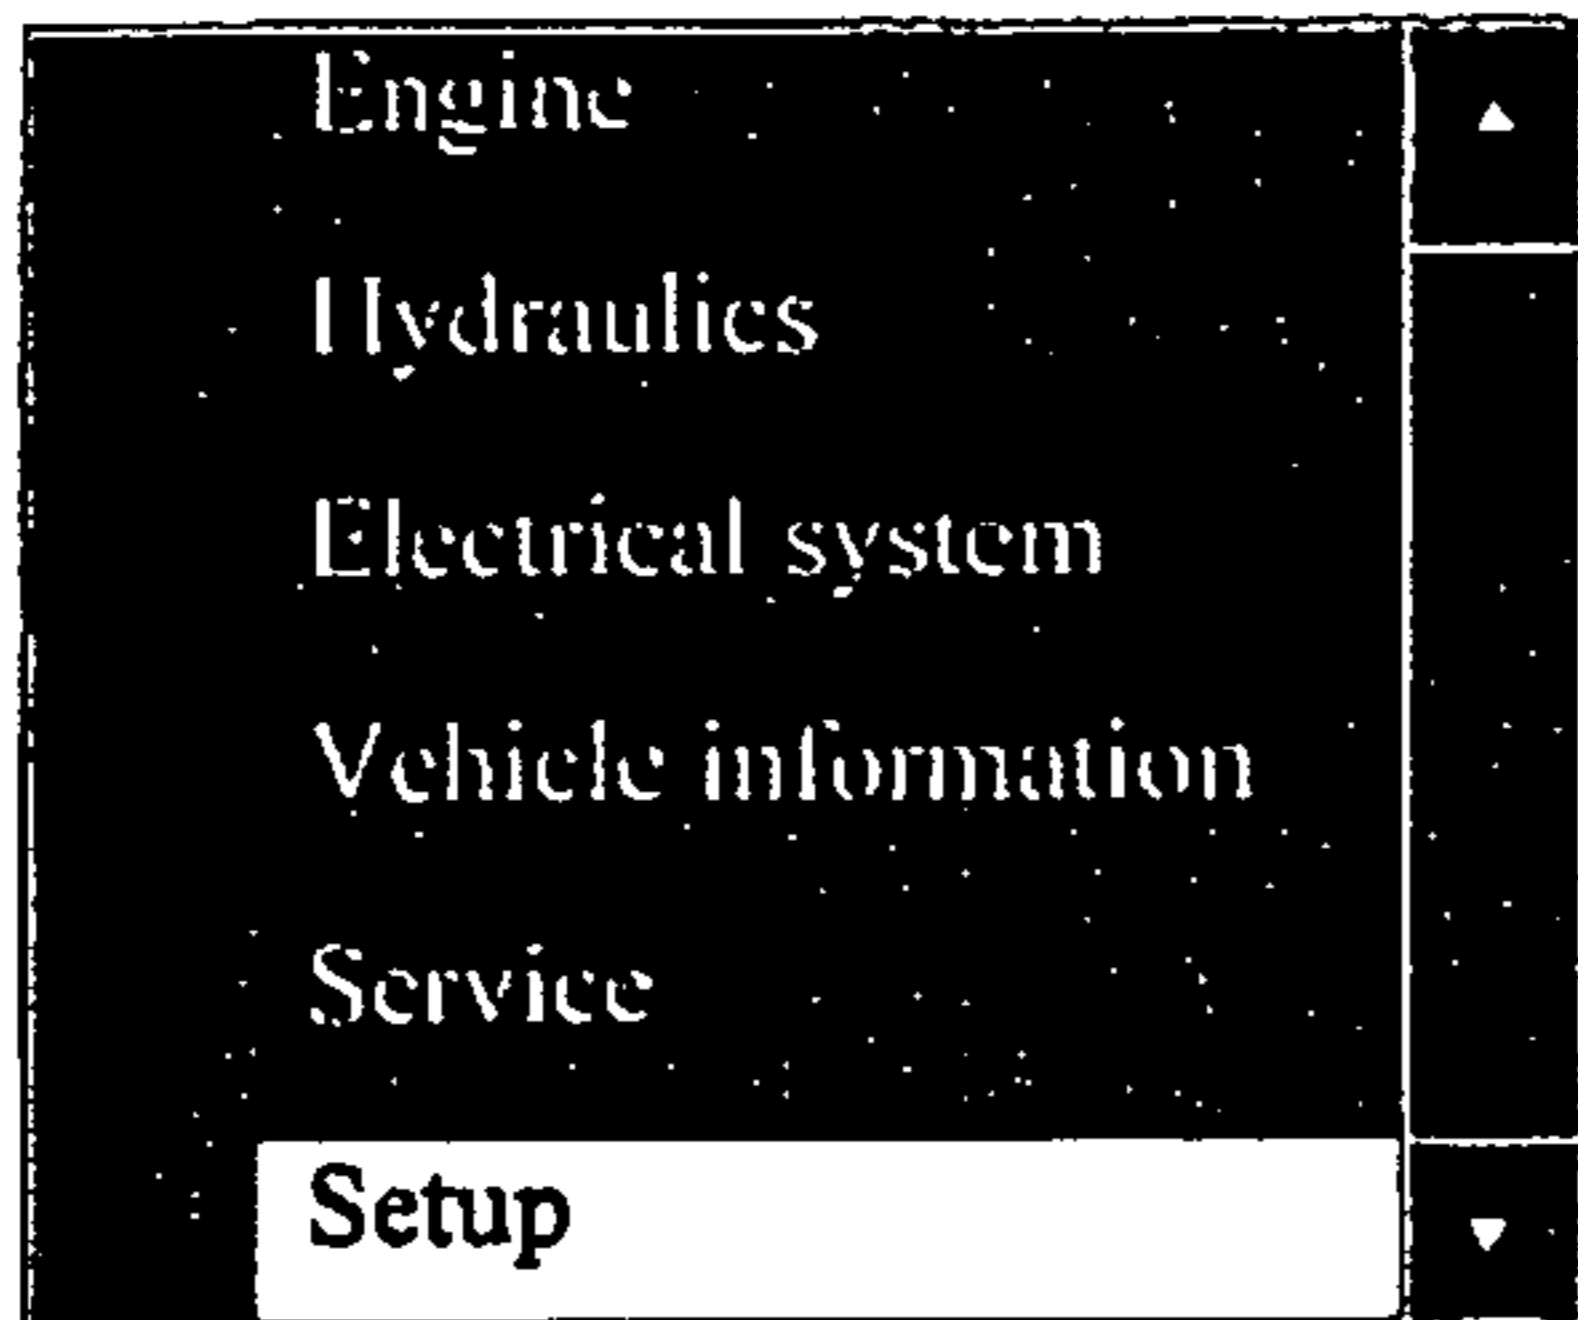 Engine
Hydraulics
Electrical system
Vehicle information
Service
Setup